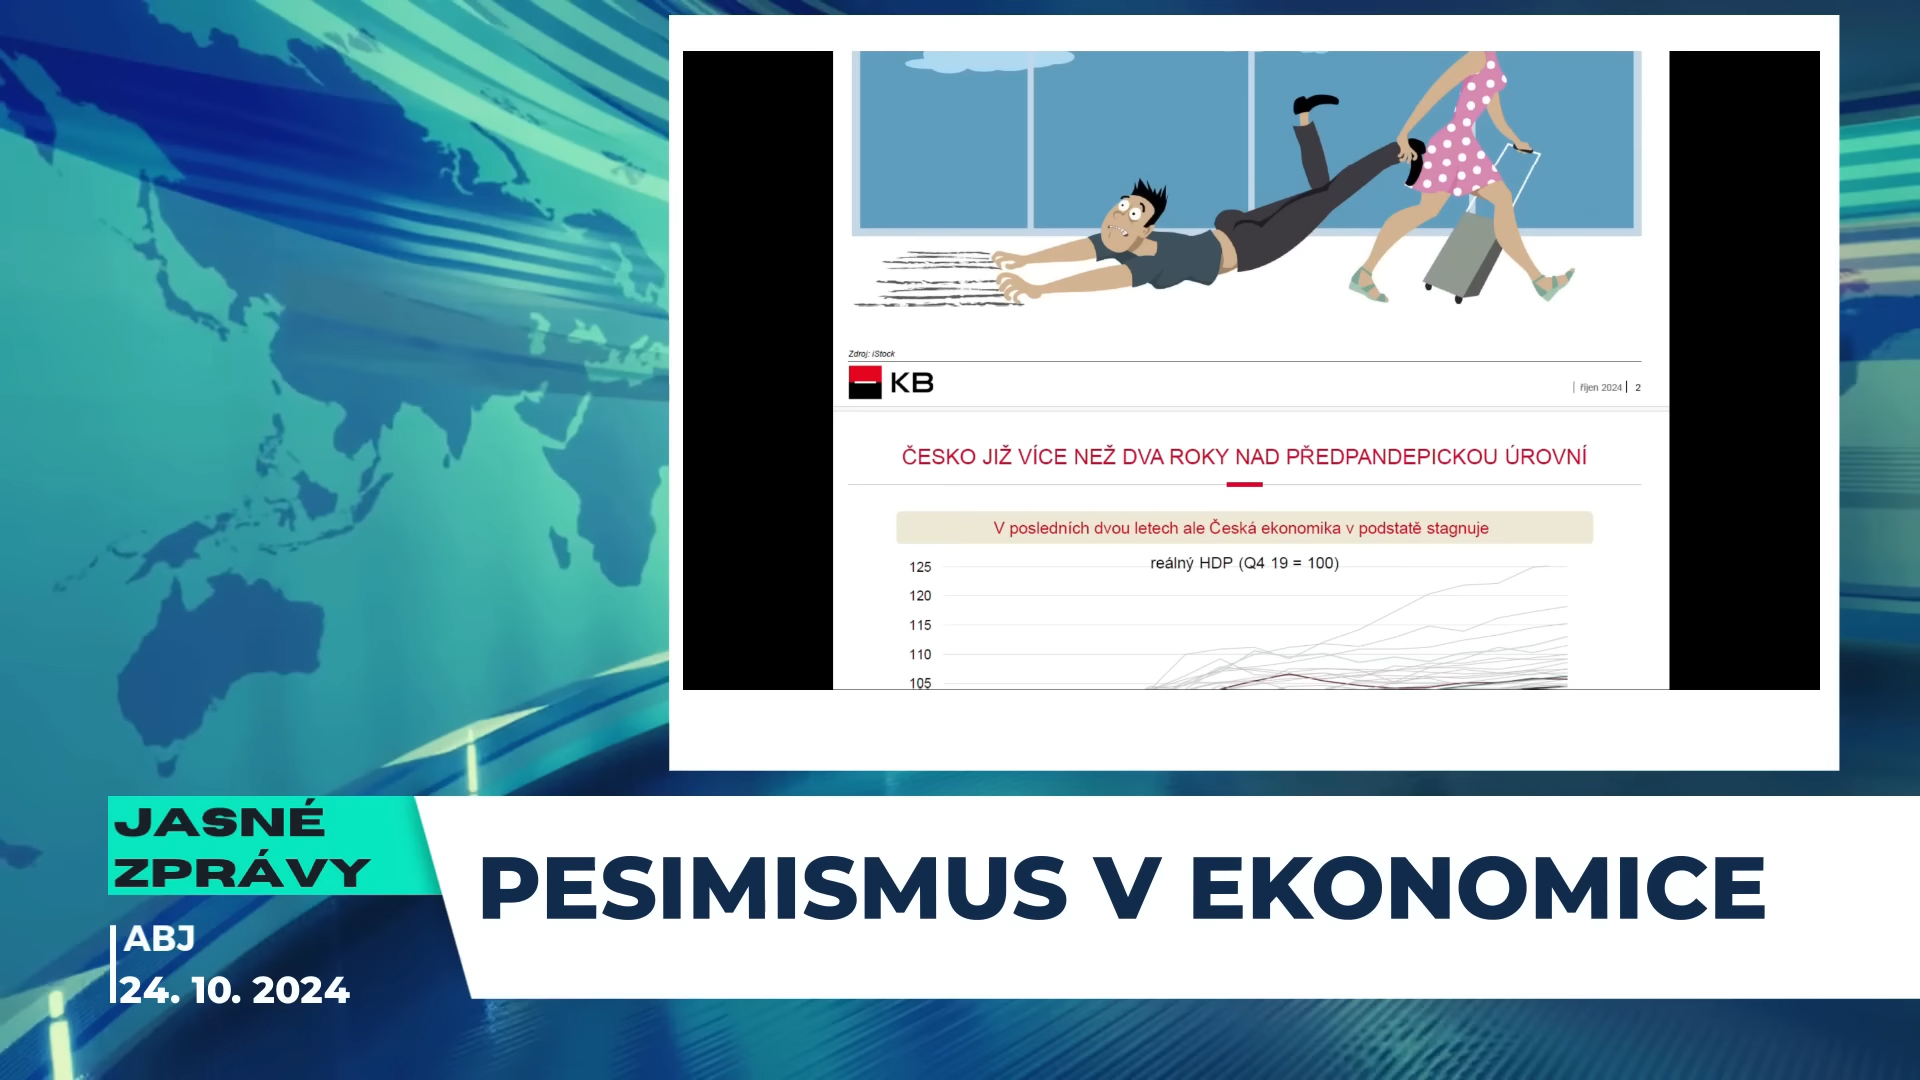 Zdroj: iStock
KB
říjen 2024 | 2
ČESKO JIŽ VÍCE NEŽ DVA ROKY NAD PŘEDPANDEPICKOU ÚROVNÍ
V posledních dvou letech ale Česká ekonomika v podstatě stagnuje
reálný HDP (Q4 19 = 100)
125
120
115
110
105
JASNÉ
ZPRÁVY
PESIMISMUS V EKONOMICE
ABJ
24. 10. 2024